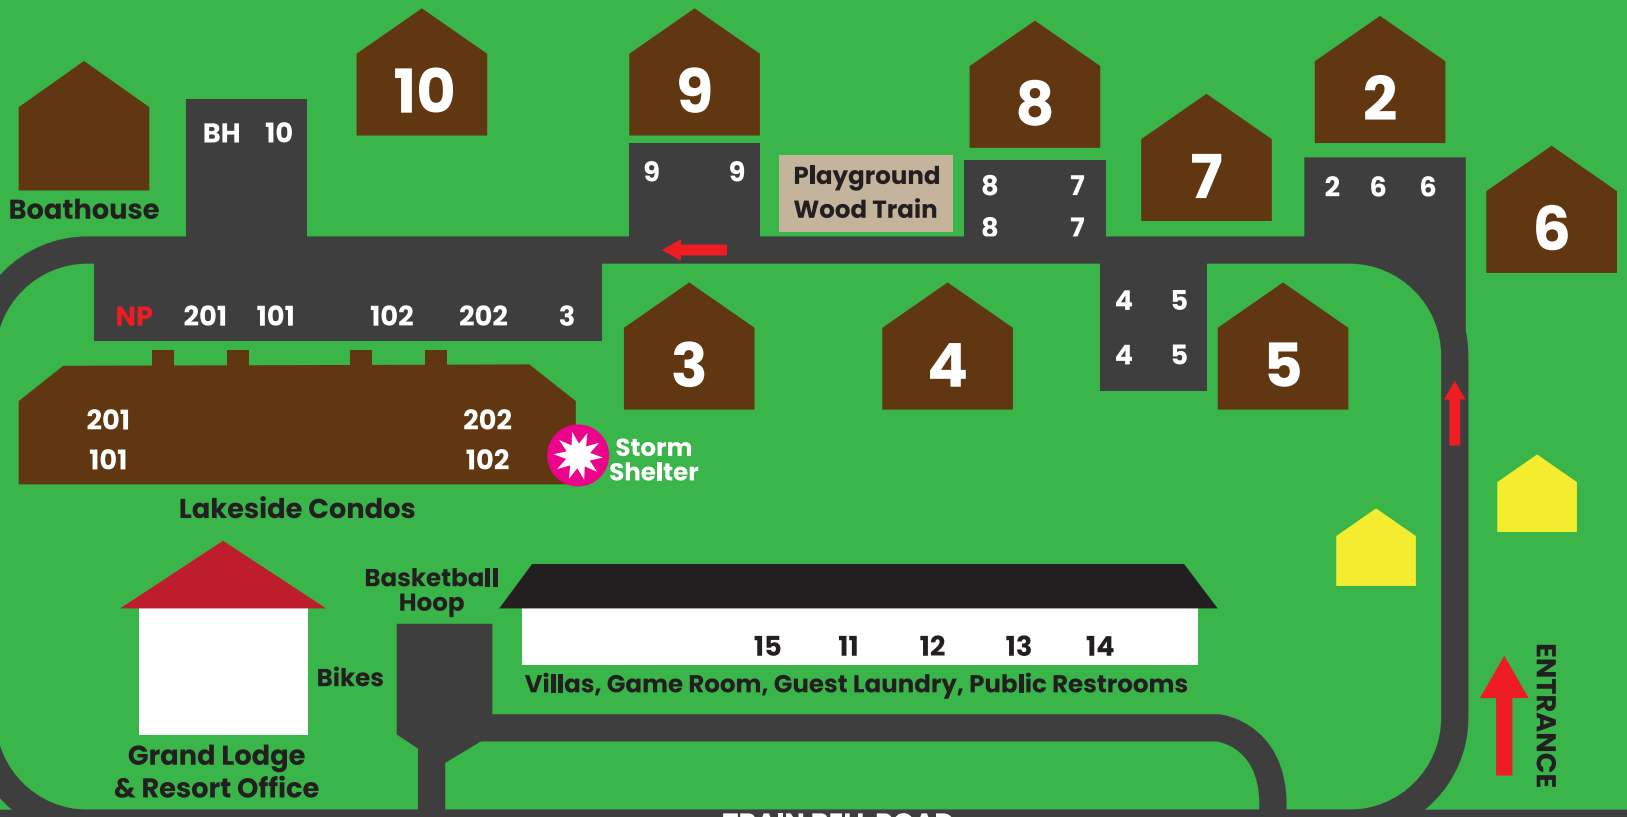 10
9
8
2
7
6
BH 10
9 9
Playground
Wood Train
8 7
8 7
2 6 6
Boathouse
NP 201 101 102 202 3
3
4
4 5
4 5
5
201 202
101 102
Storm
Shelter
Lakeside Condos
Basketball
Hoop
Bikes
15 11 12 13 14
Villas, Game Room, Guest Laundry, Public Restrooms
Grand Lodge
& Resort Office
ENTRANCE